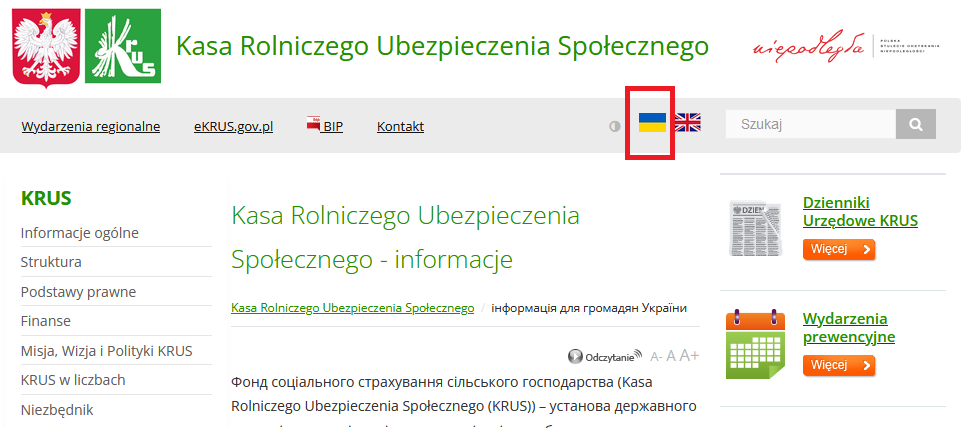 KRUS
Kasa Rolniczego Ubezpieczenia Społecznego
niepodległa
POLSKA
STULECIE ODZYSKANIA
NIEPODLEGŁOŚCI
Wydarzenia regionalne
eKRUS.gov.pl
BIP
Kontakt
Szukaj
KRUS
Informacje ogólne
Struktura
Podstawy prawne
Finanse
Misja, Wizja i Polityki KRUS
KRUS w liczbach
Niezbędnik
Kasa Rolniczego Ubezpieczenia
Społecznego - informacje
Kasa Rolniczego Ubezpieczenia Społecznego / інформація для громадян України
Odczytanie A- A A+
Фонд соціального страхування сільського господарства (Kasa
Rolniczego Ubezpieczenia Społecznego (KRUS)) – установа державного
DZIEN
Dzienniki
Urzędowe KRUS
Więcej
Wydarzenia
prewencyjne
Więcej